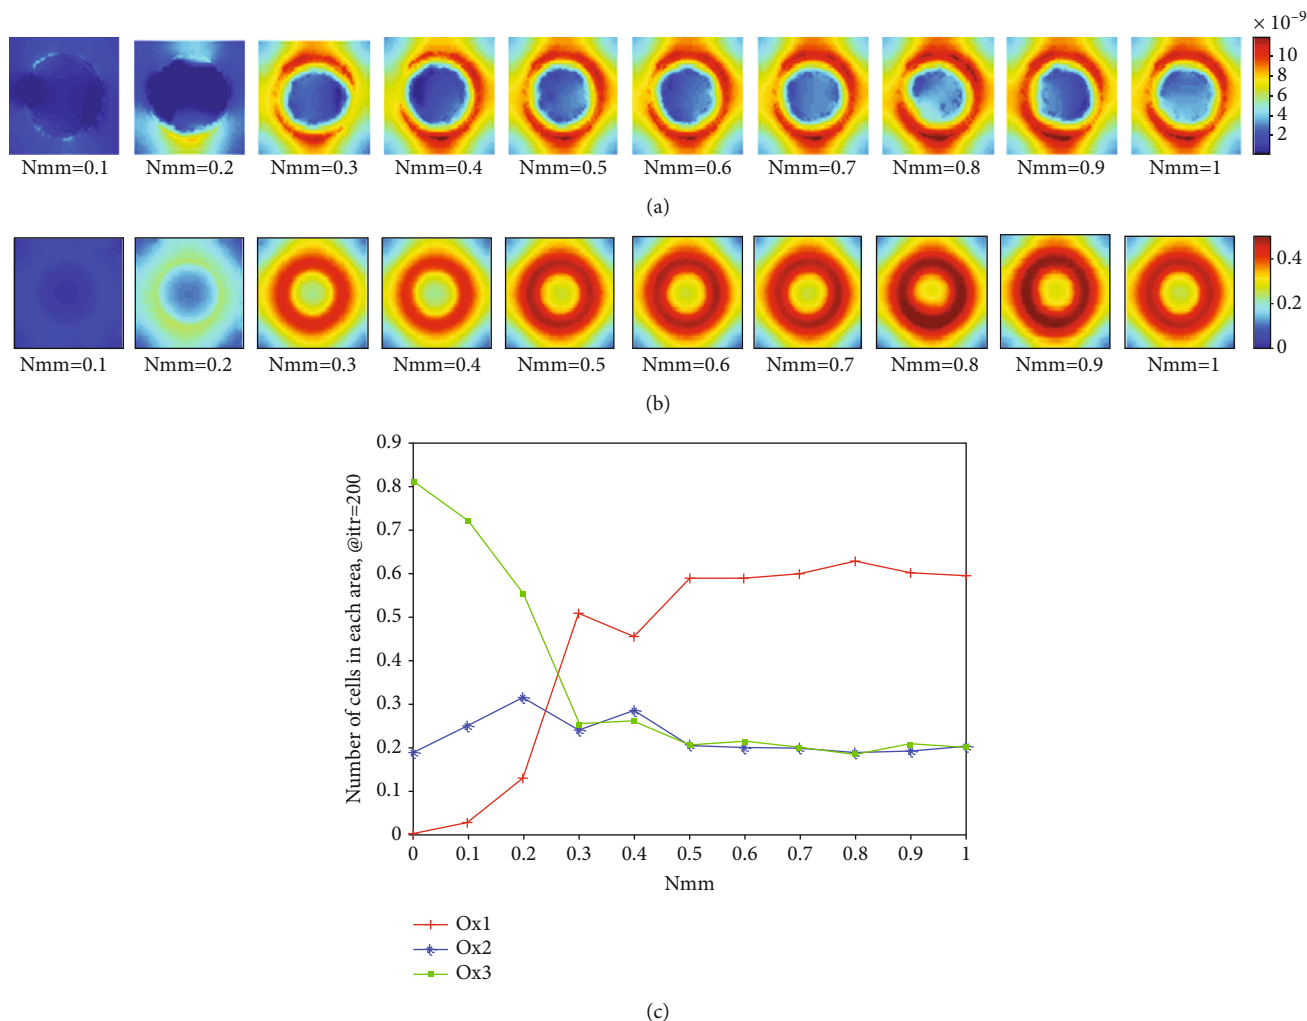 × 10⁻⁹
10
8
6
4
2
Nmm=0.1 Nmm=0.2 Nmm=0.3 Nmm=0.4 Nmm=0.5 Nmm=0.6 Nmm=0.7 Nmm=0.8 Nmm=0.9 Nmm=1
(a)
0.4
0.2
0
Nmm=0.1 Nmm=0.2 Nmm=0.3 Nmm=0.4 Nmm=0.5 Nmm=0.6 Nmm=0.7 Nmm=0.8 Nmm=0.9 Nmm=1
(b)
Number of cells in each area, @itr=200
0.9
0.8
0.7
0.6
0.5
0.4
0.3
0.2
0.1
0
0 0.1 0.2 0.3 0.4 0.5 0.6 0.7 0.8 0.9 1
Nmm
Ox1
Ox2
Ox3
(c)